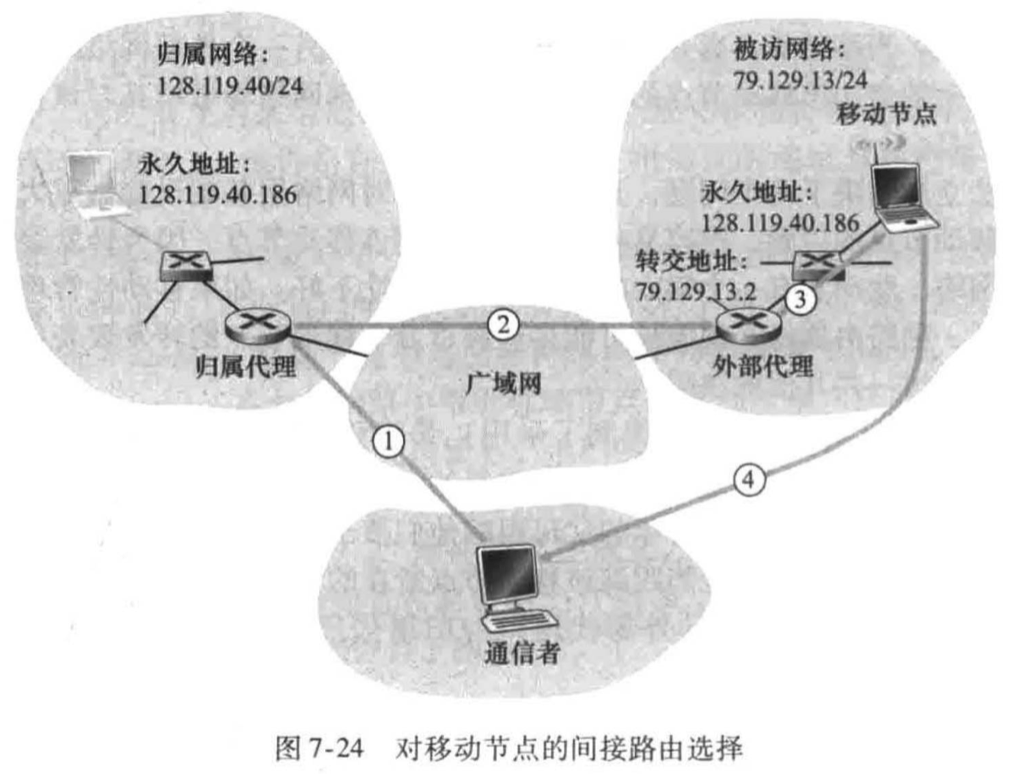 归属网络：
128.119.40/24
永久地址：
128.119.40.186
归属代理
被访网络：
79.129.13/24
移动节点
永久地址：
128.119.40.186
转交地址：
79.129.13.2
③
外部代理
②
广域网
①
④
通信者
图 7-24 对移动节点的间接路由选择